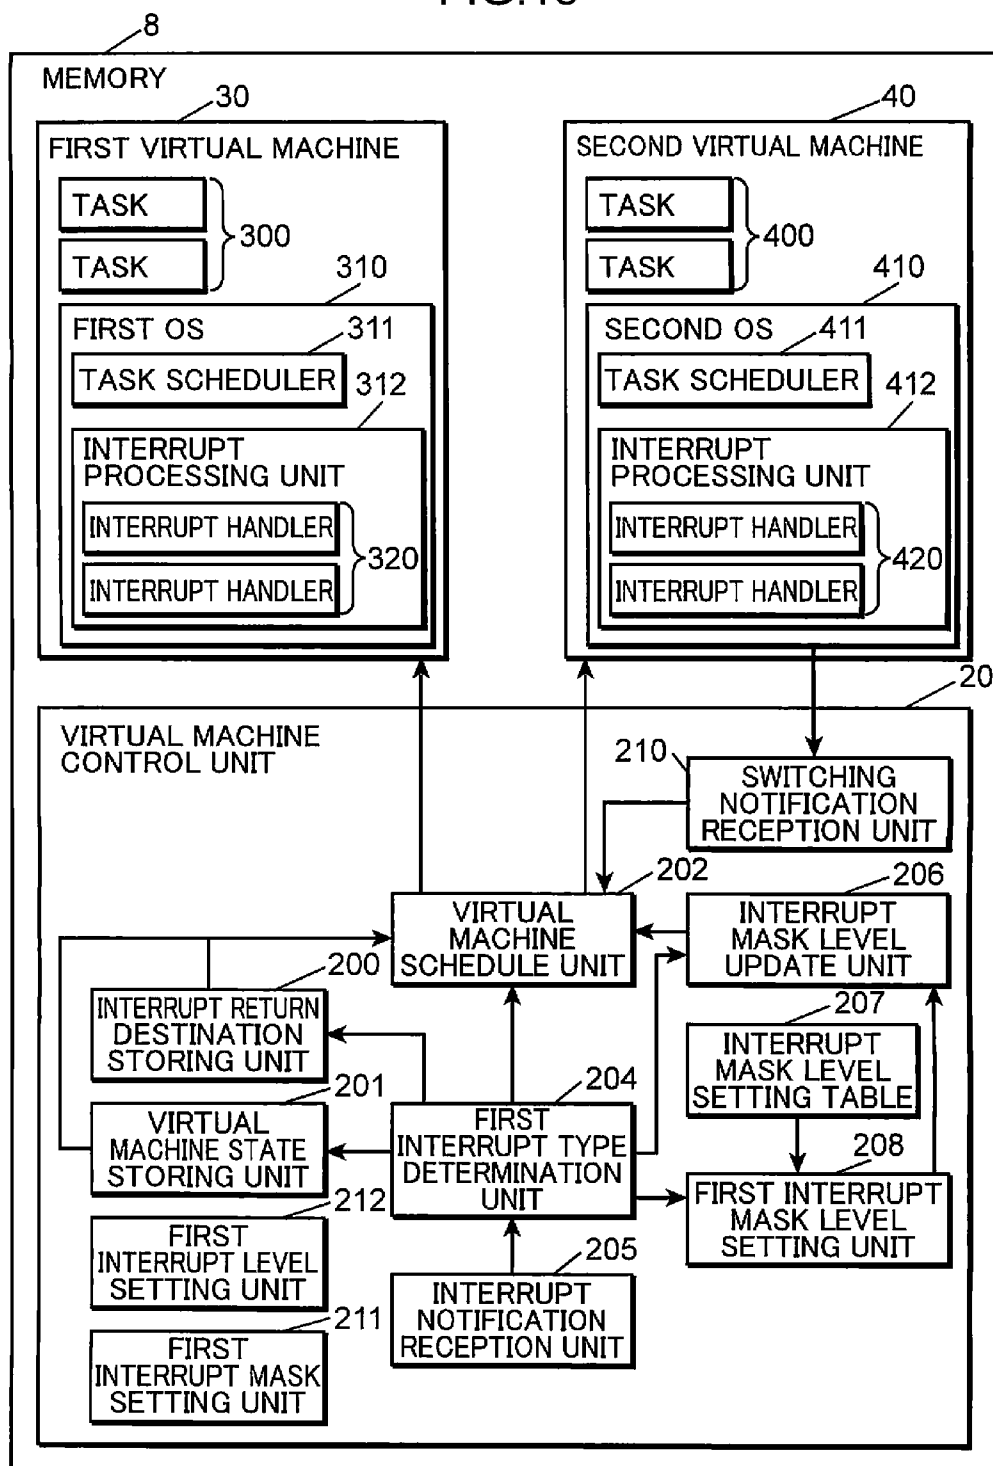 8
MEMORY
30
FIRST VIRTUAL MACHINE
TASK
TASK
300
310
FIRST OS
311
TASK SCHEDULER
312
INTERRUPT
PROCESSING UNIT
INTERRUPT HANDLER
INTERRUPT HANDLER
320
40
SECOND VIRTUAL MACHINE
TASK
TASK
400
410
SECOND OS
411
TASK SCHEDULER
412
INTERRUPT
PROCESSING UNIT
INTERRUPT HANDLER
INTERRUPT HANDLER
420
20
VIRTUAL MACHINE
CONTROL UNIT
210
SWITCHING
NOTIFICATION
RECEPTION UNIT
202
VIRTUAL
MACHINE
SCHEDULE UNIT
206
INTERRUPT
MASK LEVEL
UPDATE UNIT
200
INTERRUPT RETURN
DESTINATION
STORING UNIT
207
INTERRUPT
MASK LEVEL
SETTING TABLE
201
VIRTUAL
MACHINE STATE
STORING UNIT
204
FIRST
INTERRUPT TYPE
DETERMINATION
UNIT
208
FIRST INTERRUPT
MASK LEVEL
SETTING UNIT
212
FIRST
INTERRUPT LEVEL
SETTING UNIT
205
INTERRUPT
NOTIFICATION
RECEPTION UNIT
211
FIRST
INTERRUPT MASK
SETTING UNIT